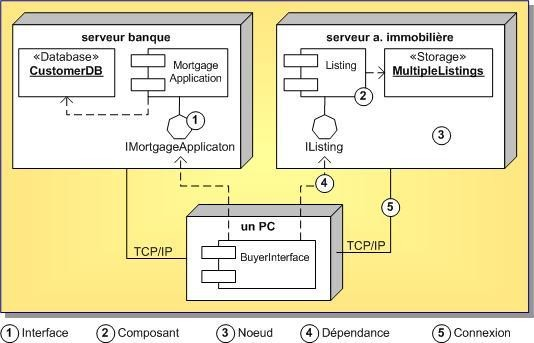 serveur banque
serveur a. immobilière
«Database»
CustomerDB
Mortgage
Application
Listing
«Storage»
MultipleListings
2
1
3
IMortgageApplicaton
IListing
4
5
un PC
TCP/IP
BuyerInterface
TCP/IP
1 Interface
2 Composant
3 Noeud
4 Dépendance
5 Connexion